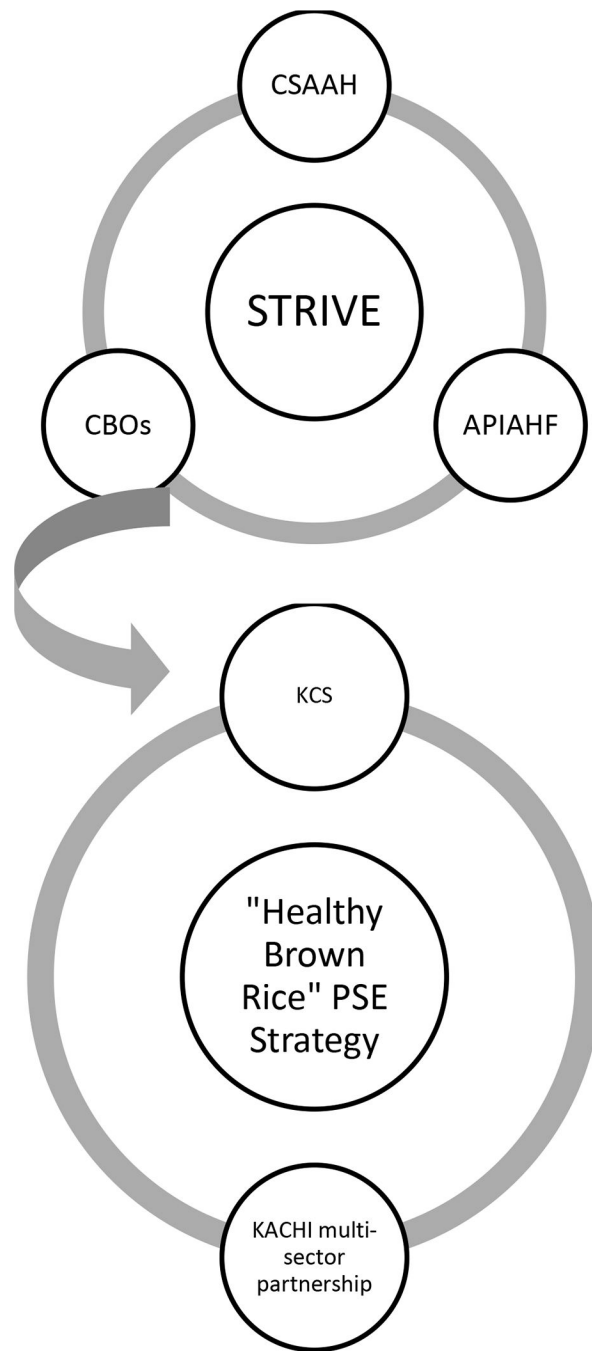 CSAAH
STRIVE
CBOs
APIAHF
KCS
"Healthy
Brown
Rice" PSE
Strategy
KACHI multi-
sector
partnership